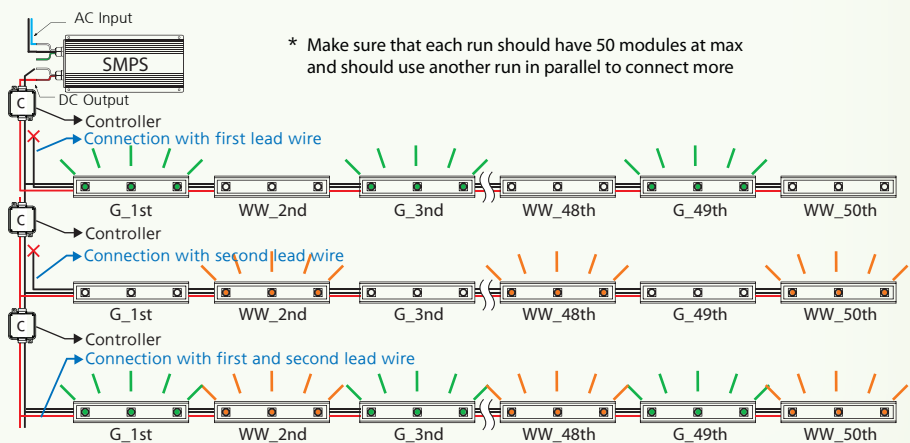 AC Input
SMPS
* Make sure that each run should have 50 modules at max
and should use another run in parallel to connect more
DC Output
C
Controller
Connection with first lead wire
G_1st WW_2nd G_3nd WW_48th G_49th WW_50th
C
Controller
Connection with second lead wire
G_1st WW_2nd G_3nd WW_48th G_49th WW_50th
C
Controller
Connection with first and second lead wire
G_1st WW_2nd G_3nd WW_48th G_49th WW_50th